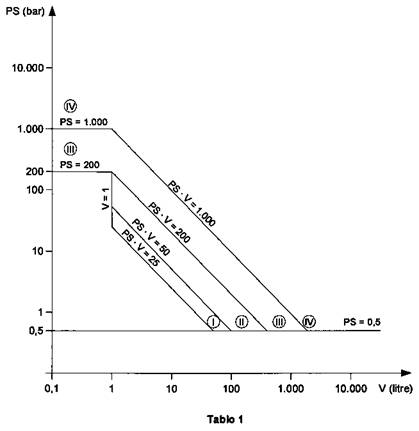 PS (bar)
10.000
IV
1.000
PS = 1.000
III
200
PS = 200
100
V = 1
PS · V = 1.000
PS · V = 200
PS · V = 50
PS · V = 25
10
1
I
II
III
IV
PS = 0,5
0,5
0,1
1
10
100
1.000
10.000
V (litre)
Tablo 1